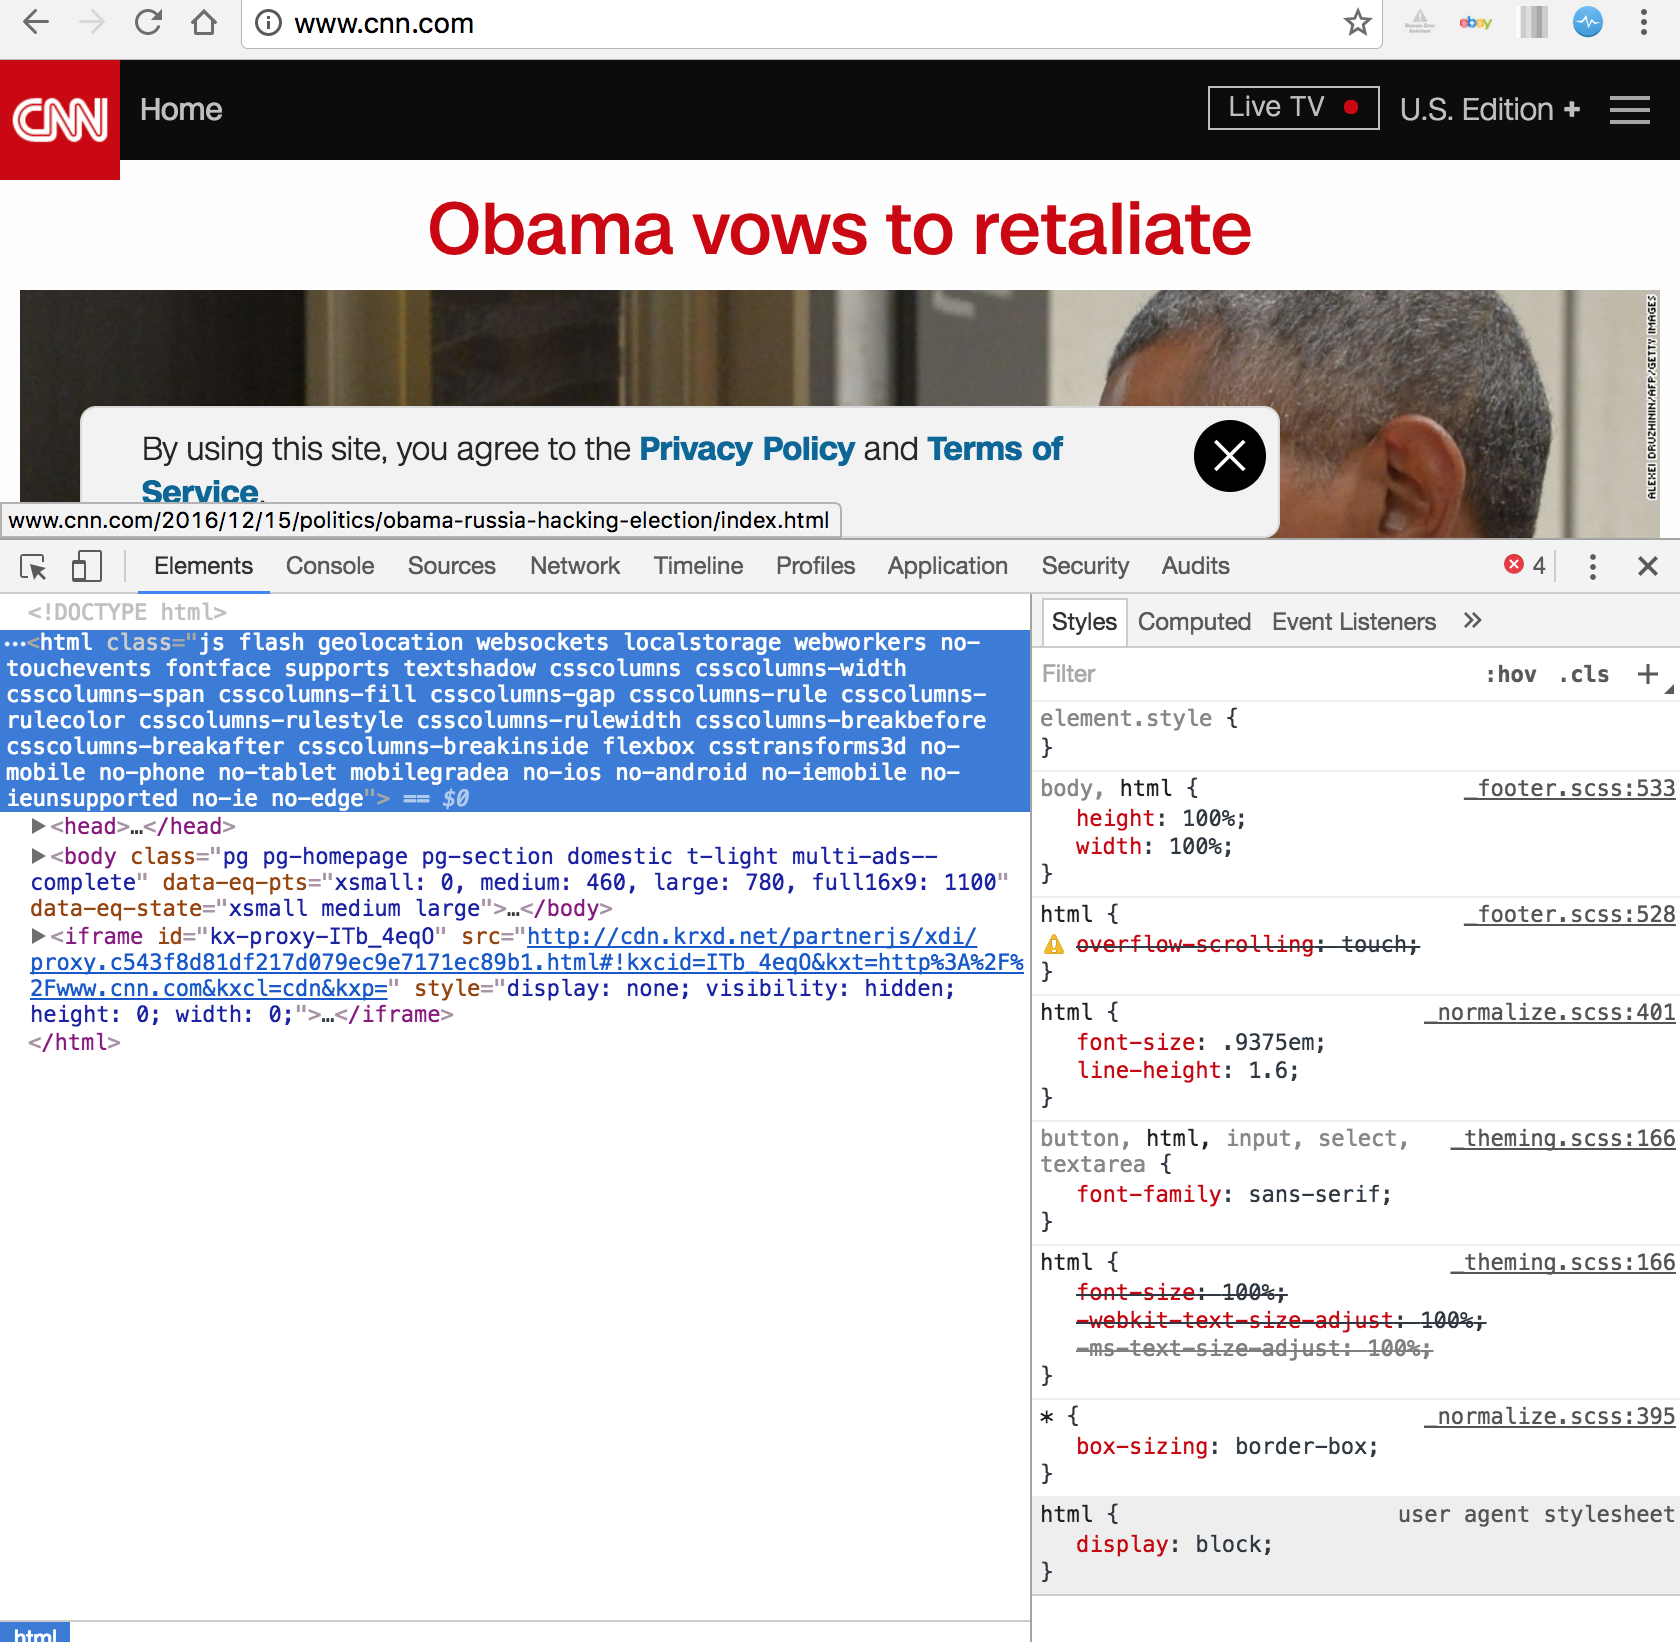 www.cnn.com
ebay
CNN
Home
Live TV
U.S. Edition +
Obama vows to retaliate
ALEXEI DRUZHININ/AFP/GETTY IMAGES
By using this site, you agree to the Privacy Policy and Terms of
Service.
www.cnn.com/2016/12/15/politics/obama-russia-hacking-election/index.html
Elements Console Sources Network Timeline Profiles Application Security Audits 4
<!DOCTYPE html>
…<html class="js flash geolocation websockets localstorage webworkers no-
touchevents fontface supports textshadow csscolumns csscolumns-width
csscolumns-span csscolumns-fill csscolumns-gap csscolumns-rule csscolumns-
rulecolor csscolumns-rulestyle csscolumns-rulewidth csscolumns-breakbefore
csscolumns-breakafter csscolumns-breakinside flexbox csstransforms3d no-
mobile no-phone no-tablet mobilegradea no-ios no-android no-iemobile no-
ieunsupported no-ie no-edge"> == $0
<head>…</head>
<body class="pg pg-homepage pg-section domestic t-light multi-ads--
complete" data-eq-pts="xsmall: 0, medium: 460, large: 780, full16x9: 1100"
data-eq-state="xsmall medium large">…</body>
<iframe id="kx-proxy-ITb_4eqO" src="http://cdn.krxd.net/partnerjs/xdi/
proxy.c543f8d81df217d079ec9e7171ec89b1.html#!kxcid=ITb_4eqO&kxt=http%3A%2F%
2Fwww.cnn.com&kxcl=cdn&kxp=" style="display: none; visibility: hidden;
height: 0; width: 0;">…</iframe>
</html>
html
Styles Computed Event Listeners »
Filter :hov .cls +
element.style {
}
body, html { _footer.scss:533
height: 100%;
width: 100%;
}
html { _footer.scss:528
overflow-scrolling: touch;
}
html { _normalize.scss:401
font-size: .9375em;
line-height: 1.6;
}
button, html, input, select, _theming.scss:166
textarea {
font-family: sans-serif;
}
html { _theming.scss:166
font-size: 100%;
-webkit-text-size-adjust: 100%;
-ms-text-size-adjust: 100%;
}
* { _normalize.scss:395
box-sizing: border-box;
}
html { user agent stylesheet
display: block;
}